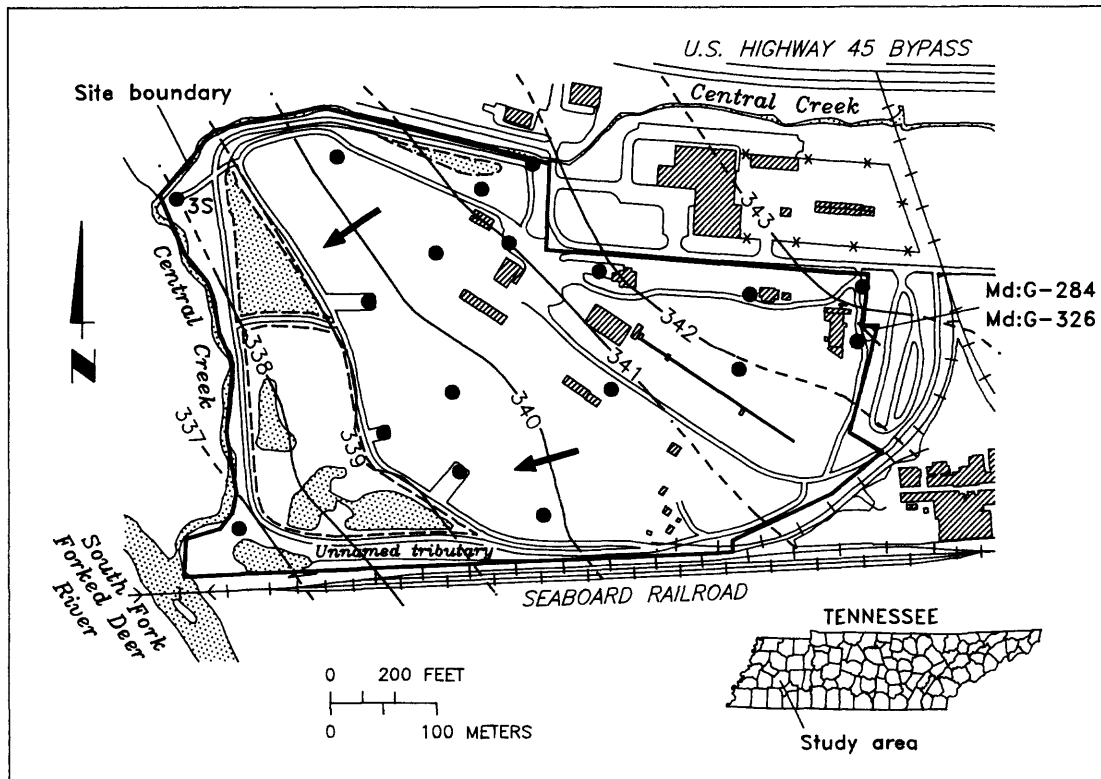 U.S. HIGHWAY 45 BYPASS
Site boundary
Central Creek
3S
343
N
Central
Creek
Md:G-284
Md:G-326
342
341
338
340
337
339
Unnamed tributary
South Fork
Forked Deer
River
SEABOARD RAILROAD
TENNESSEE
0 200 FEET
0 100 METERS
Study area